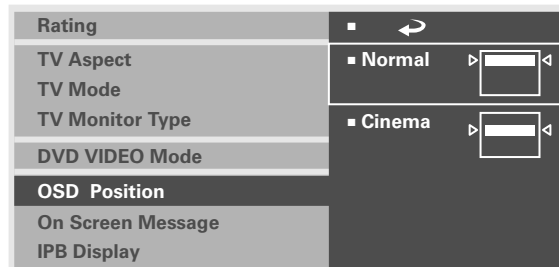 Rating
TV Aspect
Normal
TV Mode
TV Monitor Type
Cinema
DVD VIDEO Mode
OSD Position
On Screen Message
IPB Display